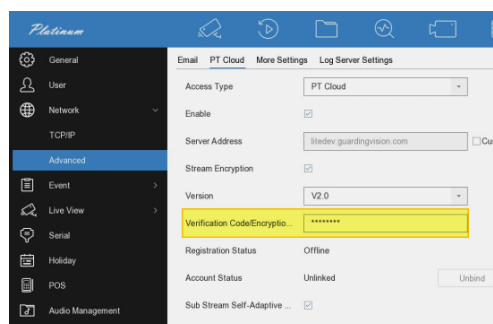 Platinum
General
User
Network
TCP/IP
Advanced
Event
Live View
Serial
Holiday
POS
Audio Management
Email PT Cloud More Settings Log Server Settings
Access Type PT Cloud
Enable
Server Address litedev.guardingvision.com Cu
Stream Encryption
Version V2.0
Verification Code/Encryptio... ********
Registration Status Offline
Account Status Unlinked Unbind
Sub Stream Self-Adaptive ...